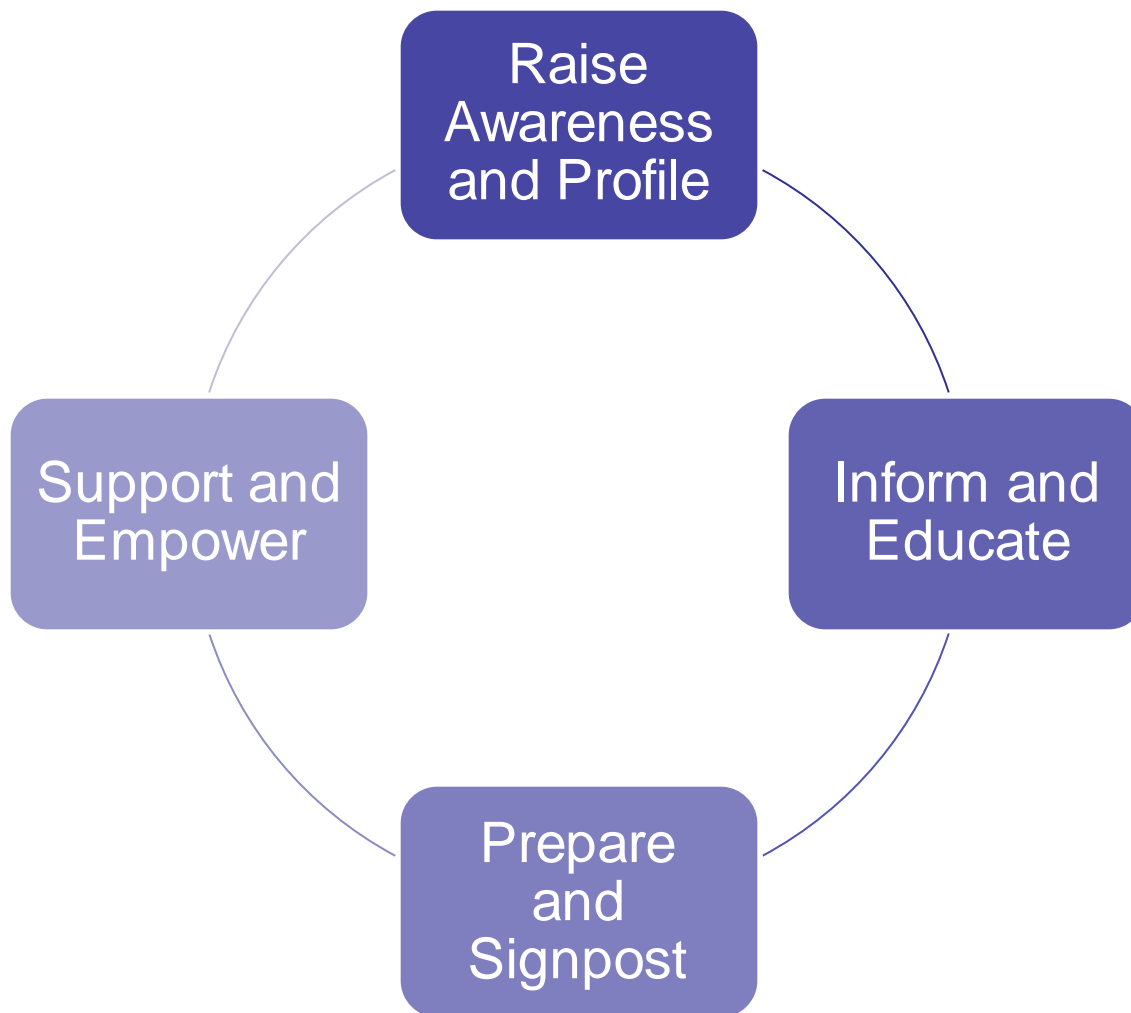 Raise
Awareness
and Profile
Inform and
Educate
Prepare
and
Signpost
Support and
Empower